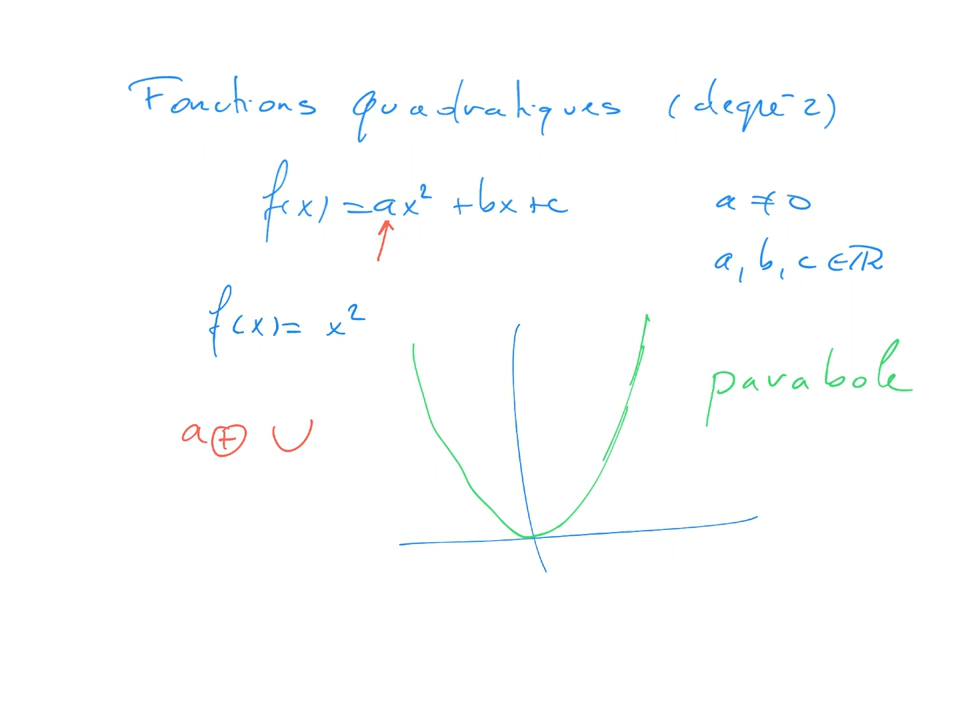 Fonctions quadratiques (degré 2)
f(x) = ax² + bx + c
a ≠ 0
a, b, c ∈ ℝ
f(x) = x²
parabole
a ⊕ ∪